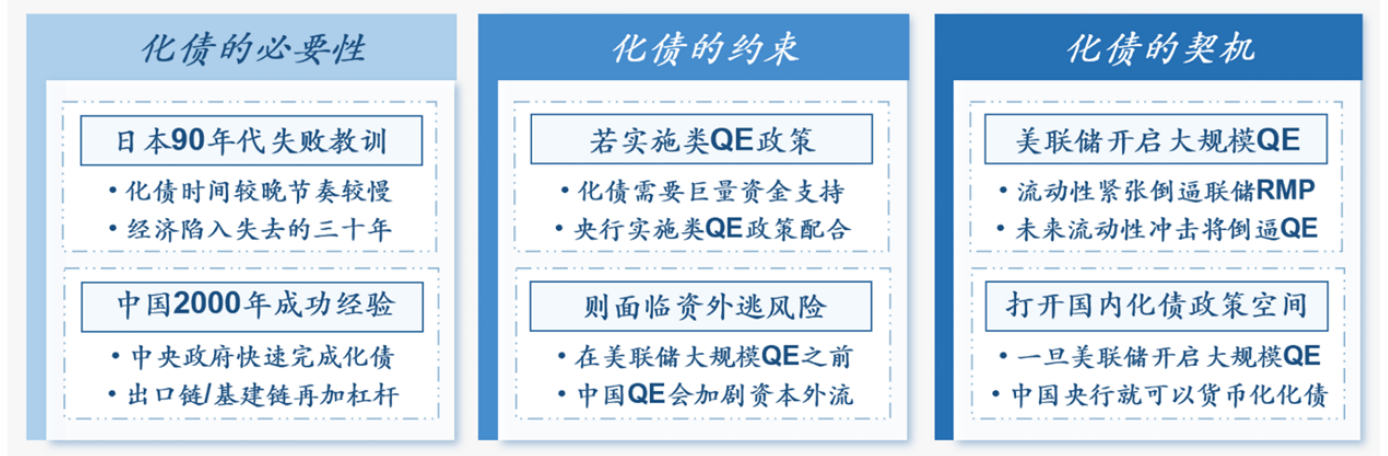 化债的必要性
日本90年代失败教训
• 化债时间较晚节奏较慢
• 经济陷入失去的三十年
中国2000年成功经验
• 中央政府快速完成化债
• 出口链/基建链再加杠杆
化债的约束
若实施类QE政策
• 化债需要巨量资金支持
• 央行实施类QE政策配合
则面临资外逃风险
• 在美联储大规模QE之前
• 中国QE会加剧资本外流
化债的契机
美联储开启大规模QE
• 流动性紧张倒逼联储RMP
• 未来流动性冲击将倒逼QE
打开国内化债政策空间
• 一旦美联储开启大规模QE
• 中国央行就可以货币化化债